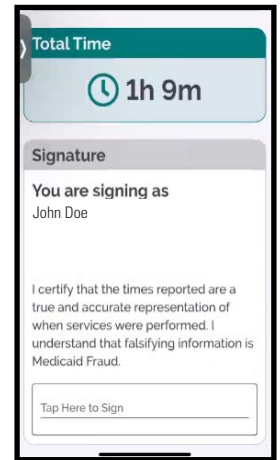 Total Time
1h 9m
Signature
You are signing as
John Doe
I certify that the times reported are a
true and accurate representation of
when services were performed. I
understand that falsifying information is
Medicaid Fraud.
Tap Here to Sign